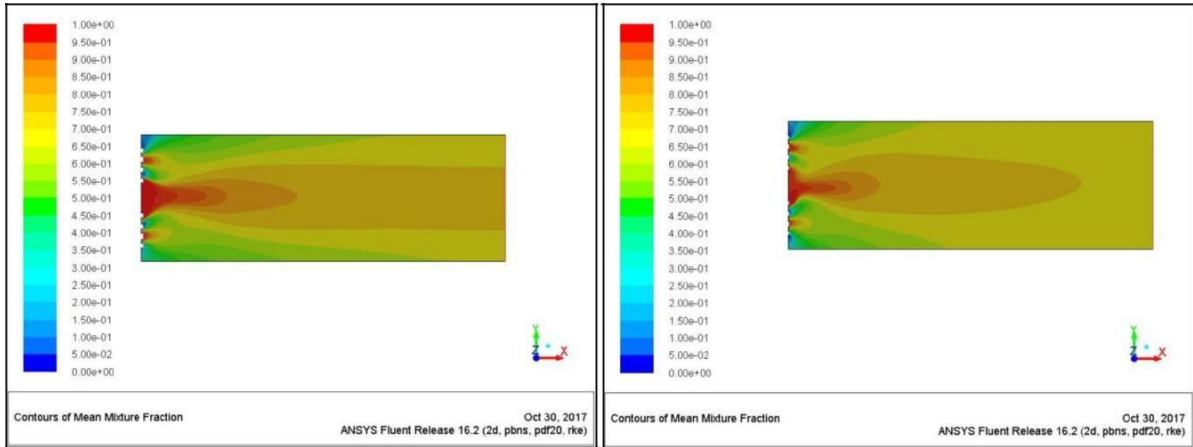 1.00e+00
9.50e-01
9.00e-01
8.50e-01
8.00e-01
7.50e-01
7.00e-01
6.50e-01
6.00e-01
5.50e-01
5.00e-01
4.50e-01
4.00e-01
3.50e-01
3.00e-01
2.50e-01
2.00e-01
1.50e-01
1.00e-01
5.00e-02
0.00e+00
Y
Z X
Contours of Mean Mixture Fraction
Oct 30, 2017
ANSYS Fluent Release 16.2 (2d, pbns, pdf20, rke)
1.00e+00
9.50e-01
9.00e-01
8.50e-01
8.00e-01
7.50e-01
7.00e-01
6.50e-01
6.00e-01
5.50e-01
5.00e-01
4.50e-01
4.00e-01
3.50e-01
3.00e-01
2.50e-01
2.00e-01
1.50e-01
1.00e-01
5.00e-02
0.00e+00
Y
Z X
Contours of Mean Mixture Fraction
Oct 30, 2017
ANSYS Fluent Release 16.2 (2d, pbns, pdf20, rke)